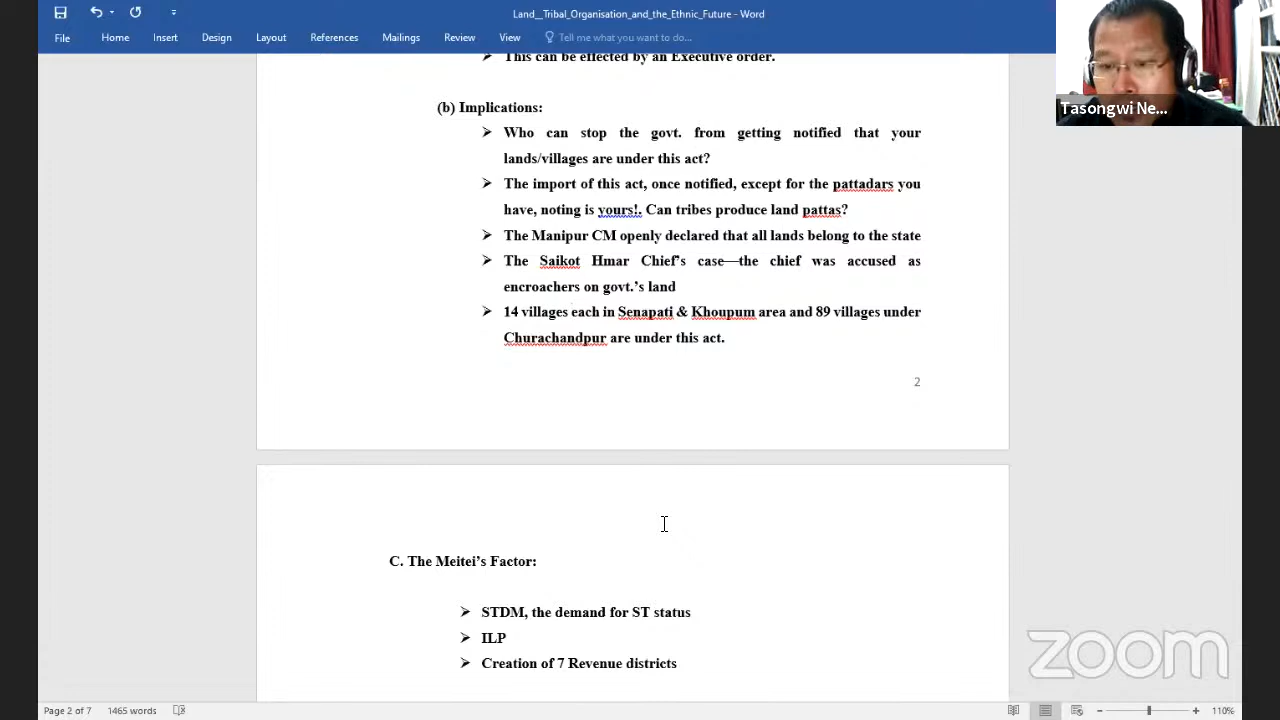 Land__Tribal_Organisation_and_the_Ethnic_Future - Word
File Home Insert Design Layout References Mailings Review View Tell me what you want to do...
This can be effected by an Executive order.
Tasongwi Ne...
(b) Implications:
Who can stop the govt. from getting notified that your
lands/villages are under this act?
The import of this act, once notified, except for the pattadars you
have, noting is yours!. Can tribes produce land pattas?
The Manipur CM openly declared that all lands belong to the state
The Saikot Hmar Chief's case—the chief was accused as
encroachers on govt.'s land
14 villages each in Senapati & Khoupum area and 89 villages under
Churachandpur are under this act.
2
C. The Meitei's Factor:
STDM, the demand for ST status
ILP
Creation of 7 Revenue districts
zoom
Page 2 of 7 1465 words 110%